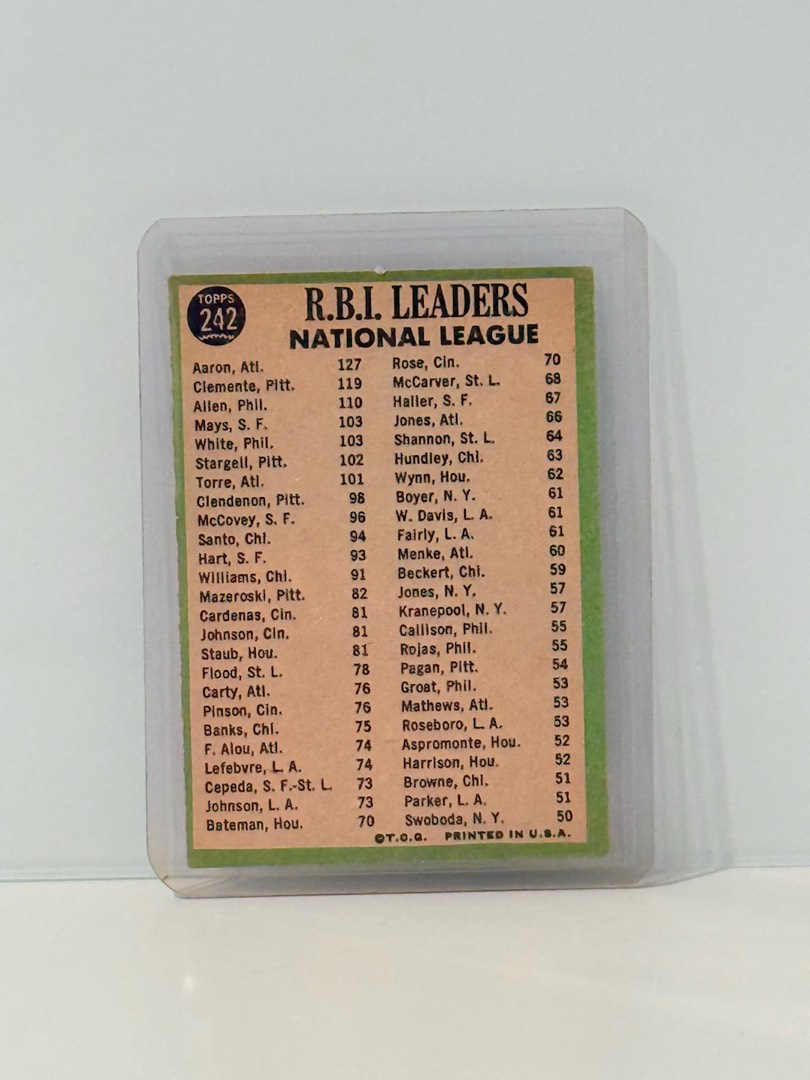 TOPPS
242
R.B.I. LEADERS
NATIONAL LEAGUE
Aaron, Atl. 127
Clemente, Pitt. 119
Allen, Phil. 110
Mays, S. F. 103
White, Phil. 103
Stargell, Pitt. 102
Torre, Atl. 101
Clendenon, Pitt. 98
McCovey, S. F. 96
Santo, Chi. 94
Hart, S. F. 93
Williams, Chi. 91
Mazeroski, Pitt. 82
Cardenas, Cin. 81
Johnson, Cin. 81
Staub, Hou. 81
Flood, St. L. 78
Carty, Atl. 76
Pinson, Cin. 76
Banks, Chi. 75
F. Alou, Atl. 74
Lefebvre, L. A. 74
Cepeda, S. F.-St. L. 73
Johnson, L. A. 73
Bateman, Hou. 70
Rose, Cin. 70
McCarver, St. L. 68
Haller, S. F. 67
Jones, Atl. 66
Shannon, St. L. 64
Hundley, Chi. 63
Wynn, Hou. 62
Boyer, N. Y. 61
W. Davis, L. A. 61
Fairly, L. A. 61
Menke, Atl. 60
Beckert, Chi. 59
Jones, N. Y. 57
Kranepool, N. Y. 57
Callison, Phil. 55
Rojas, Phil. 55
Pagan, Pitt. 54
Groat, Phil. 53
Mathews, Atl. 53
Roseboro, L. A. 53
Aspromonte, Hou. 52
Harrison, Hou. 52
Browne, Chi. 51
Parker, L. A. 51
Swoboda, N. Y. 50
©T.C.G. PRINTED IN U.S.A.